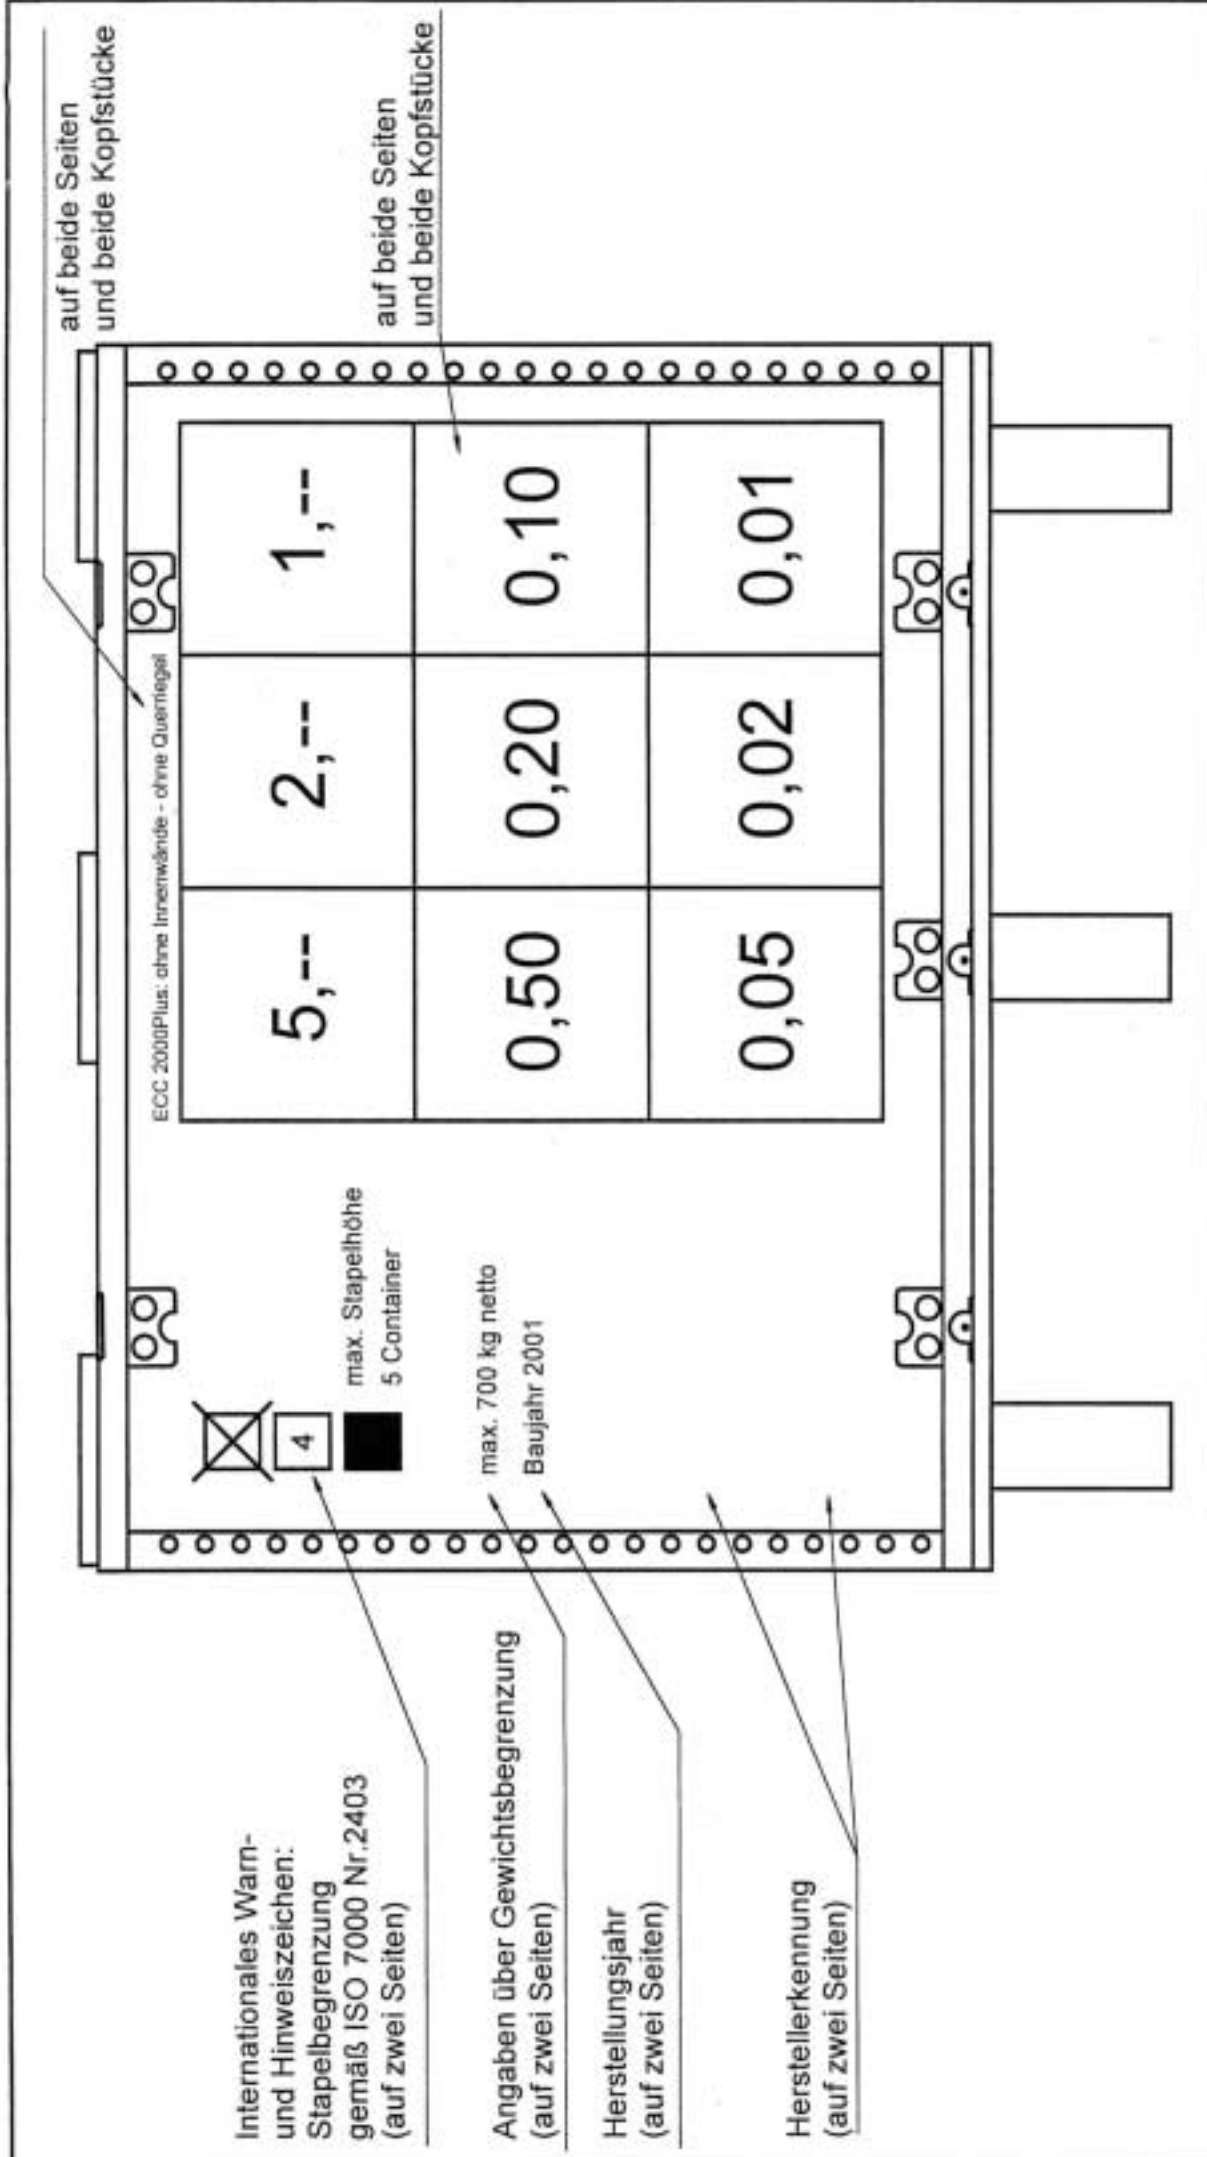 auf beide Seiten
und beide Kopfstücke
auf beide Seiten
und beide Kopfstücke
ECC 2000Plus: ohne Innenwände - ohne Querriegel
5,-- 2,-- 1,--
0,50 0,20 0,10
0,05 0,02 0,01
4
max. Stapelhöhe
5 Container
max. 700 kg netto
Baujahr 2001
Internationales Warn-
und Hinweiszeichen:
Stapelbegrenzung
gemäß ISO 7000 Nr.2403
(auf zwei Seiten)
Angaben über Gewichtsbegrenzung
(auf zwei Seiten)
Herstellungsjahr
(auf zwei Seiten)
Herstellerkennung
(auf zwei Seiten)